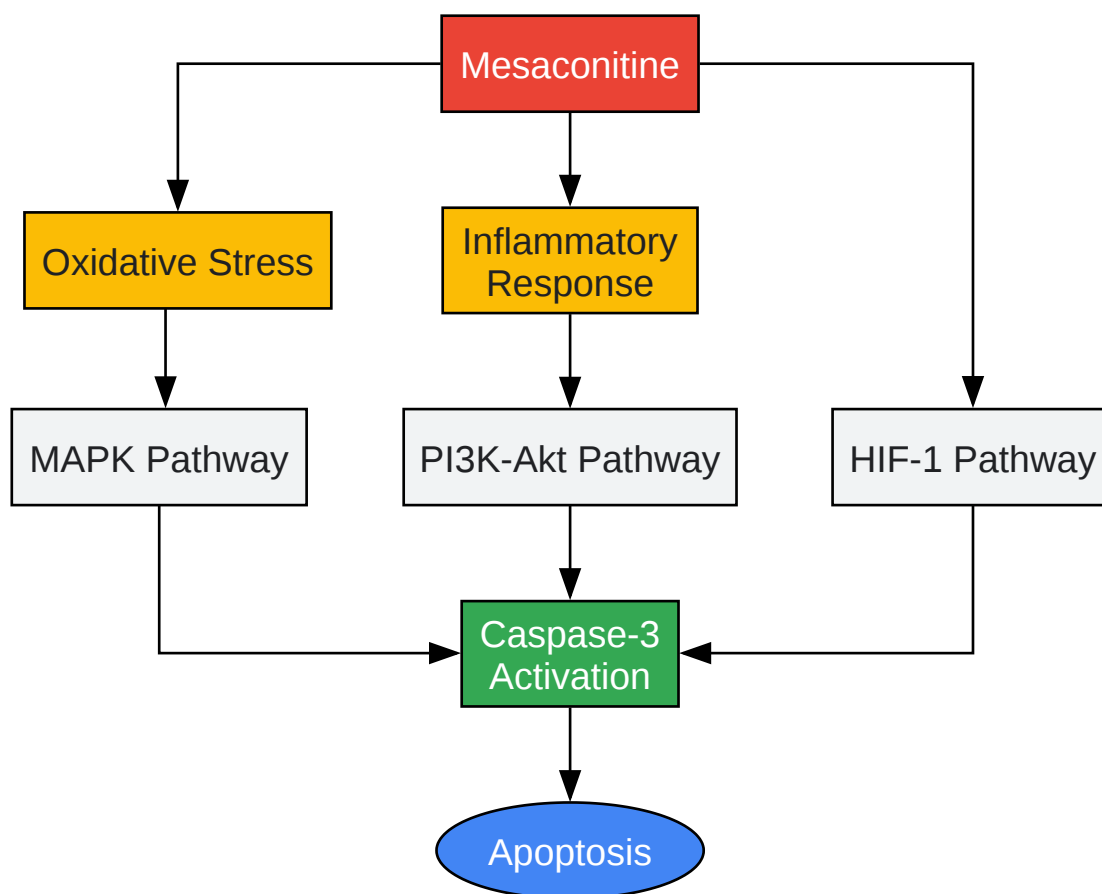 Mesaconitine
Oxidative Stress
Inflammatory
Response
MAPK Pathway
PI3K-Akt Pathway
HIF-1 Pathway
Caspase-3
Activation
Apoptosis